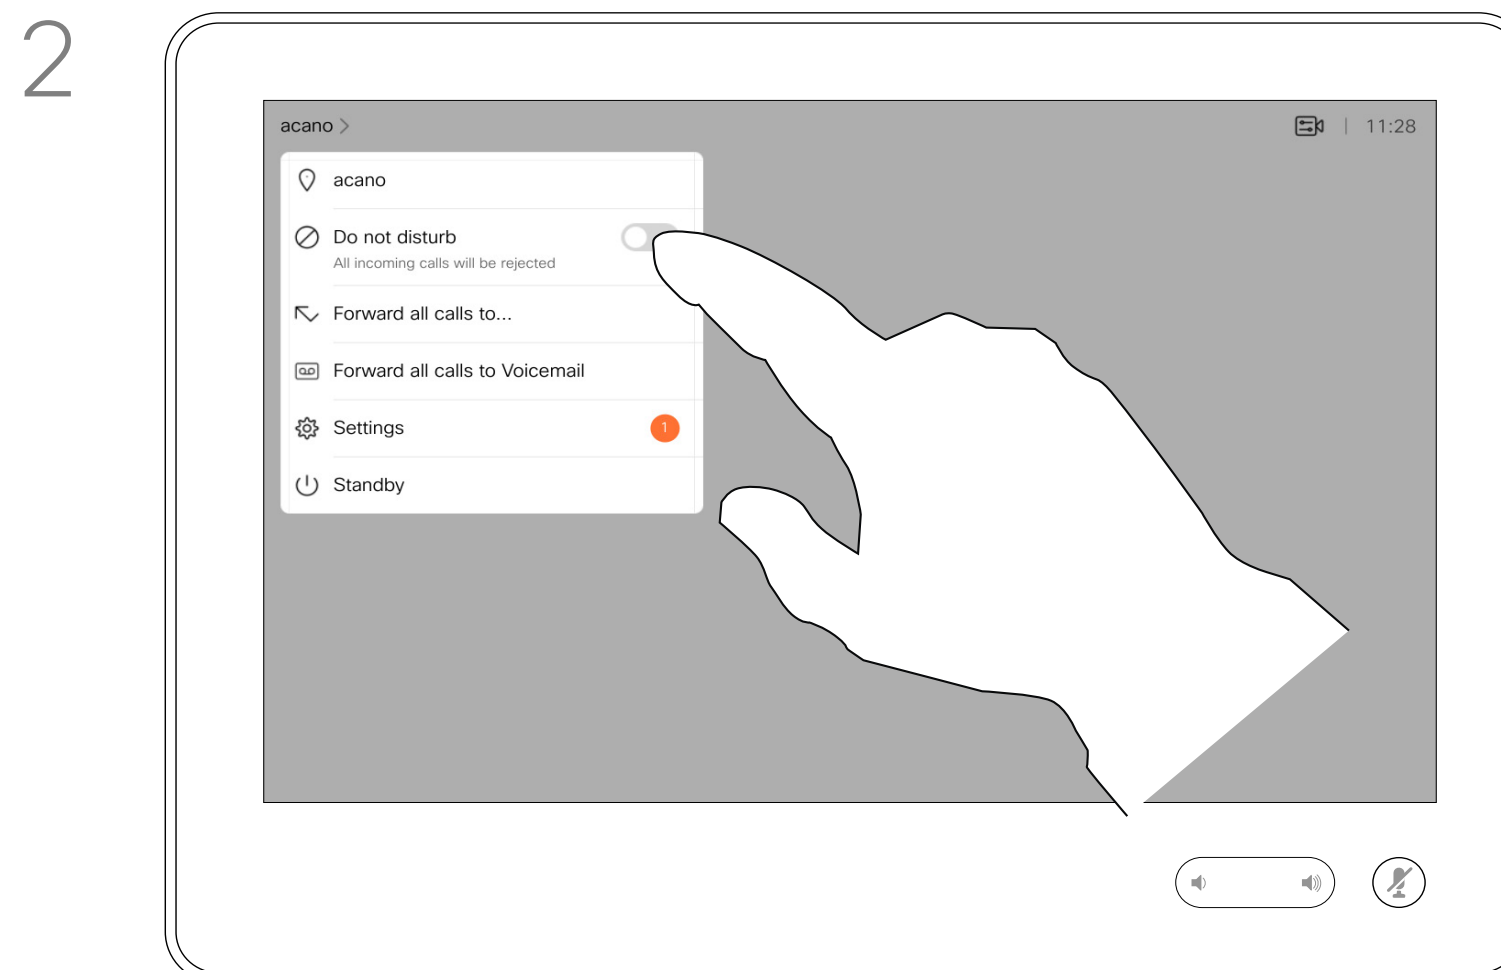 2
acano
11:28
acano
Do not disturb
All incoming calls will be rejected
Forward all calls to...
Forward all calls to Voicemail
Settings
1
Standby